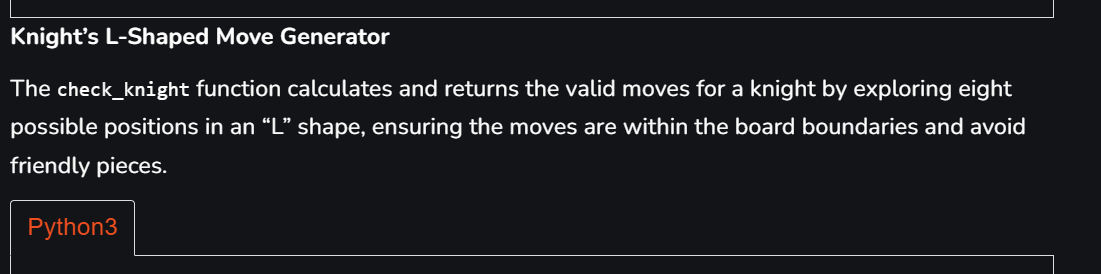 Knight’s L-Shaped Move Generator
The check_knight function calculates and returns the valid moves for a knight by exploring eight
possible positions in an “L” shape, ensuring the moves are within the board boundaries and avoid
friendly pieces.
Python3